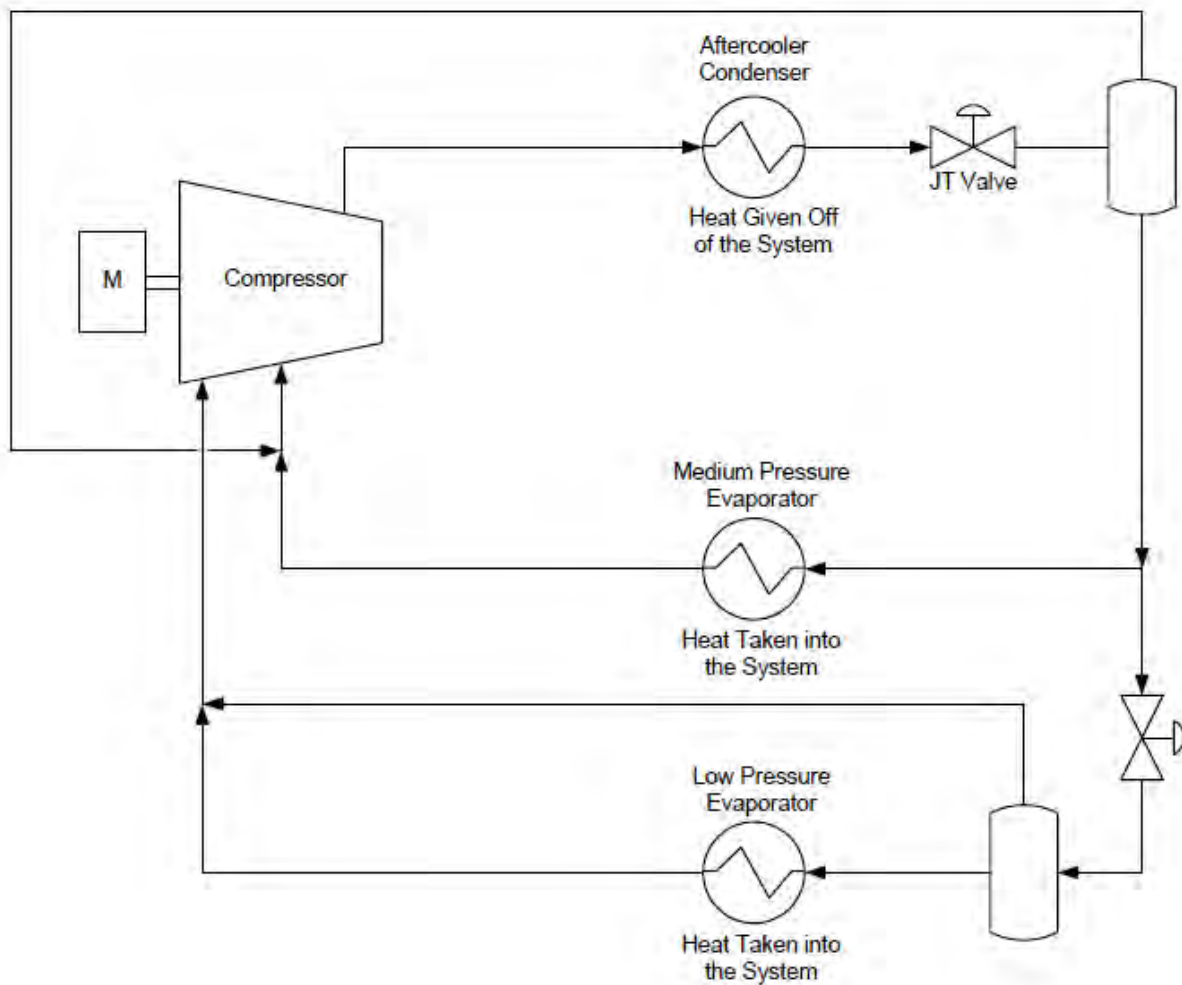 Aftercooler
Condenser
JT Valve
Heat Given Off
of the System
M
Compressor
Medium Pressure
Evaporator
Heat Taken into
the System
Low Pressure
Evaporator
Heat Taken into
the System